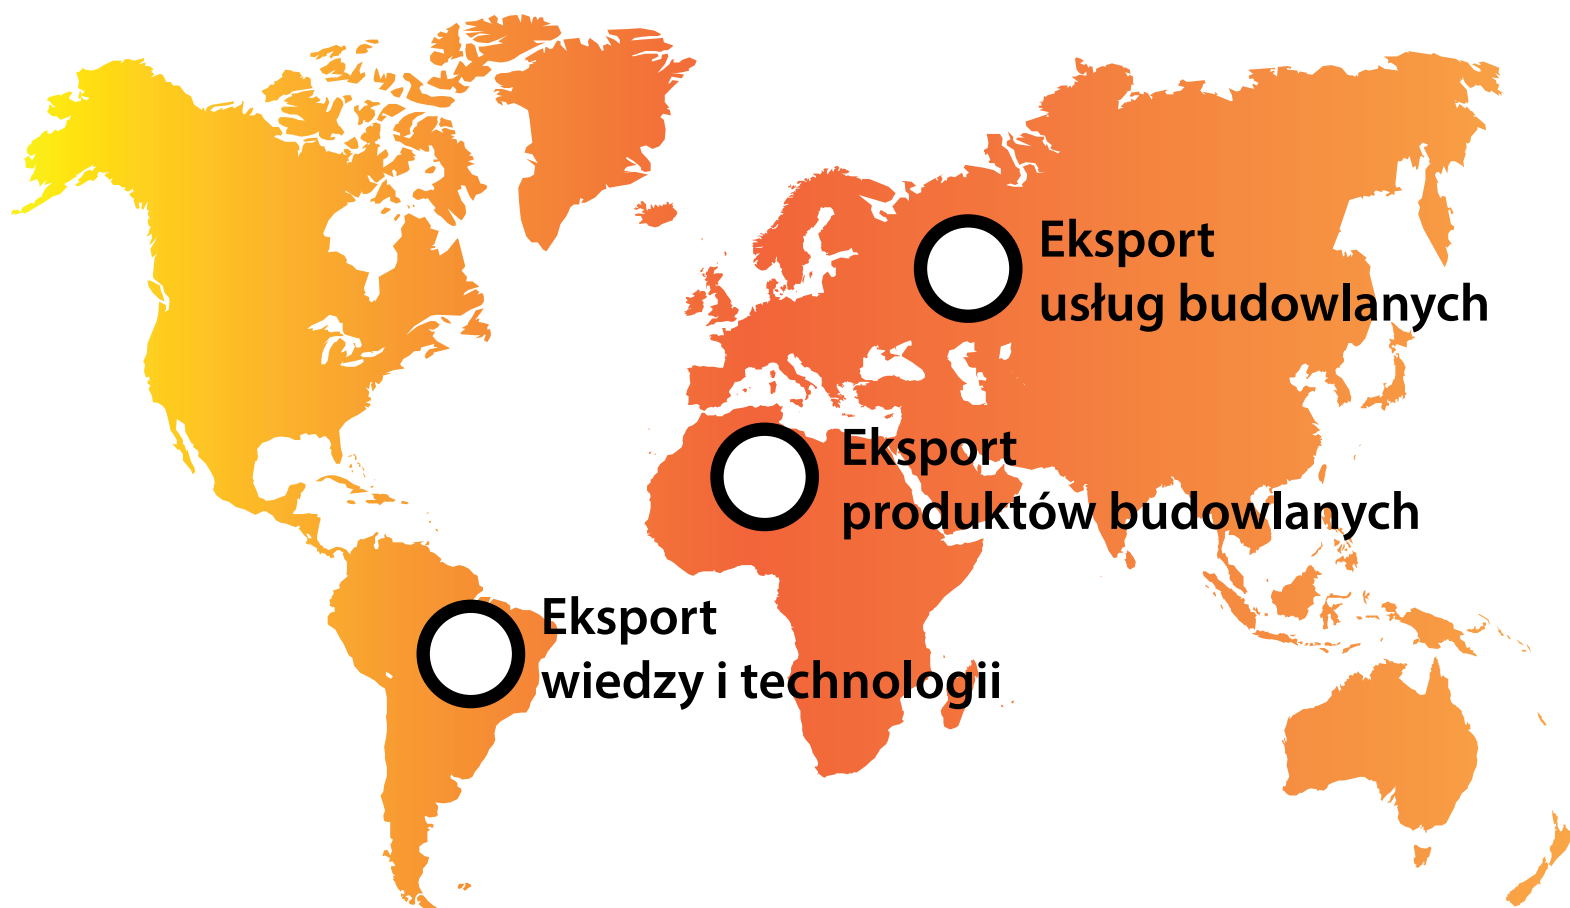 Eksport
usług budowlanych
Eksport
produktów budowlanych
Eksport
wiedzy i technologii